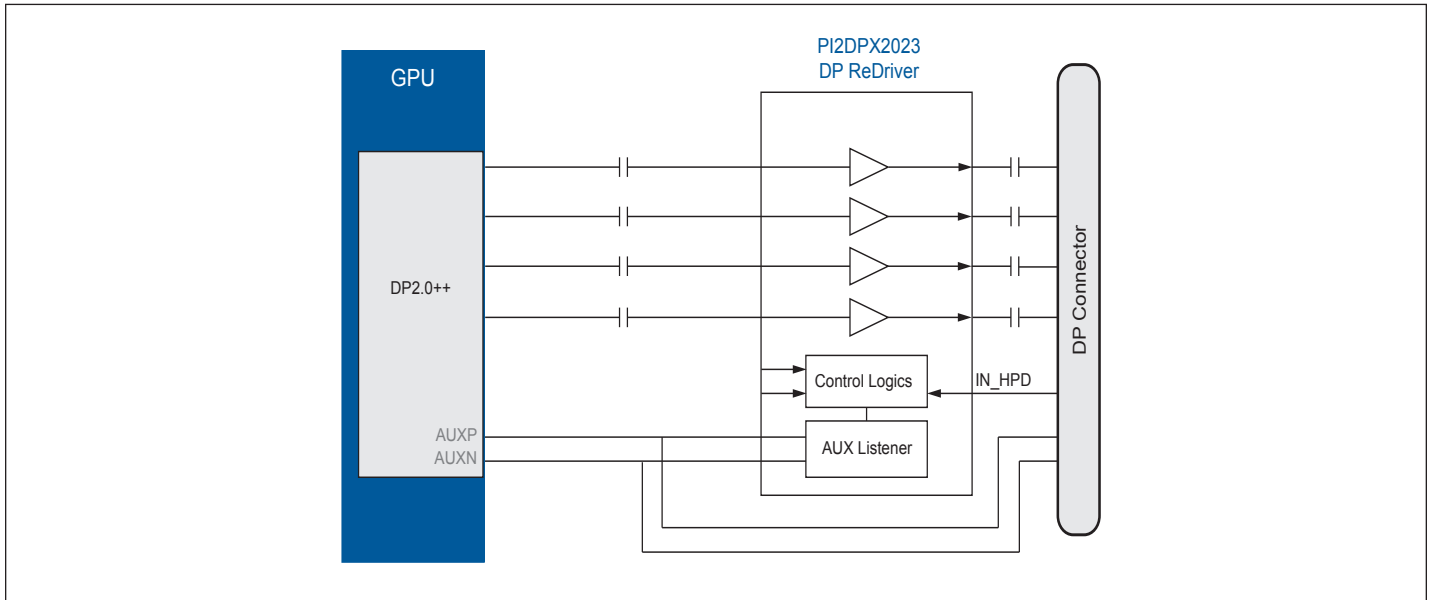 PI2DPX2023
DP ReDriver
GPU
DP2.0++
DP Connector
Control Logics
IN_HPD
AUXP
AUXN
AUX Listener